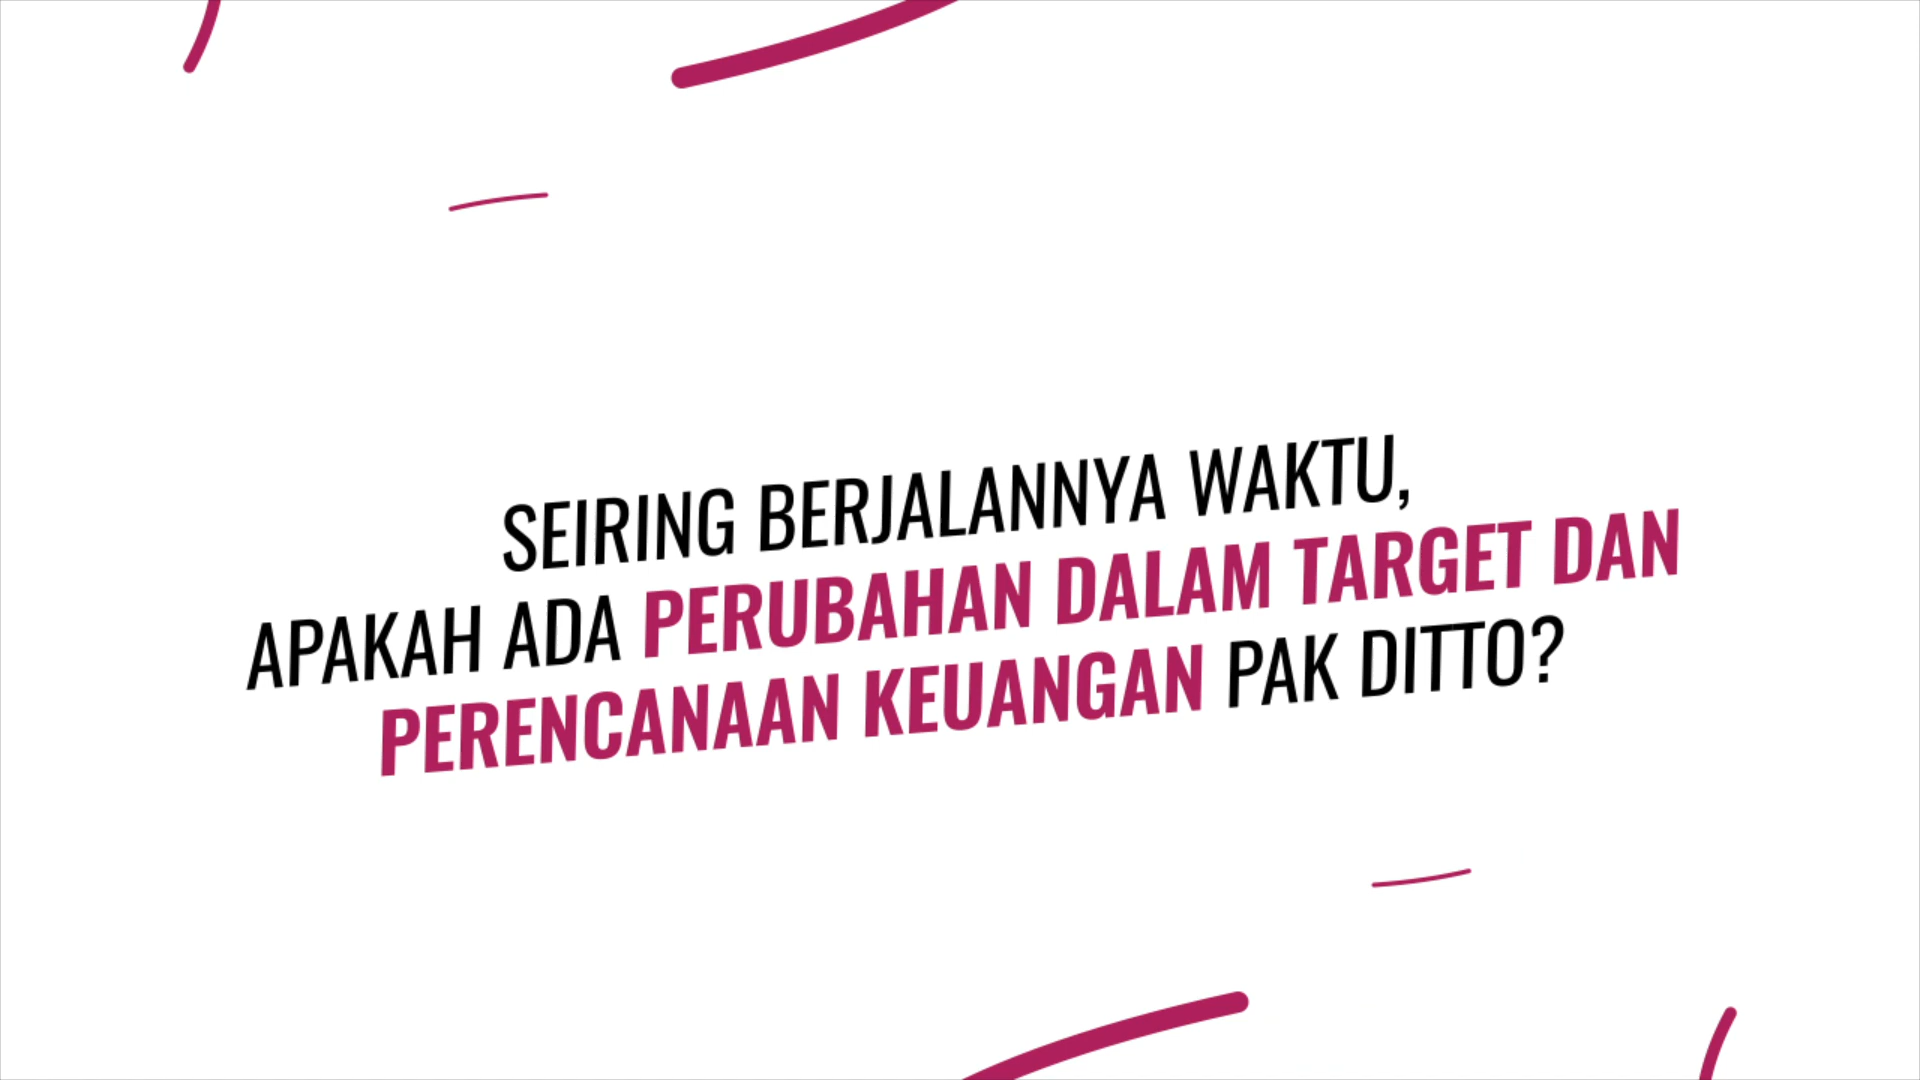 SEIRING BERJALANNYA WAKTU,
APAKAH ADA PERUBAHAN DALAM TARGET DAN
PERENCANAAN KEUANGAN PAK DITTO?